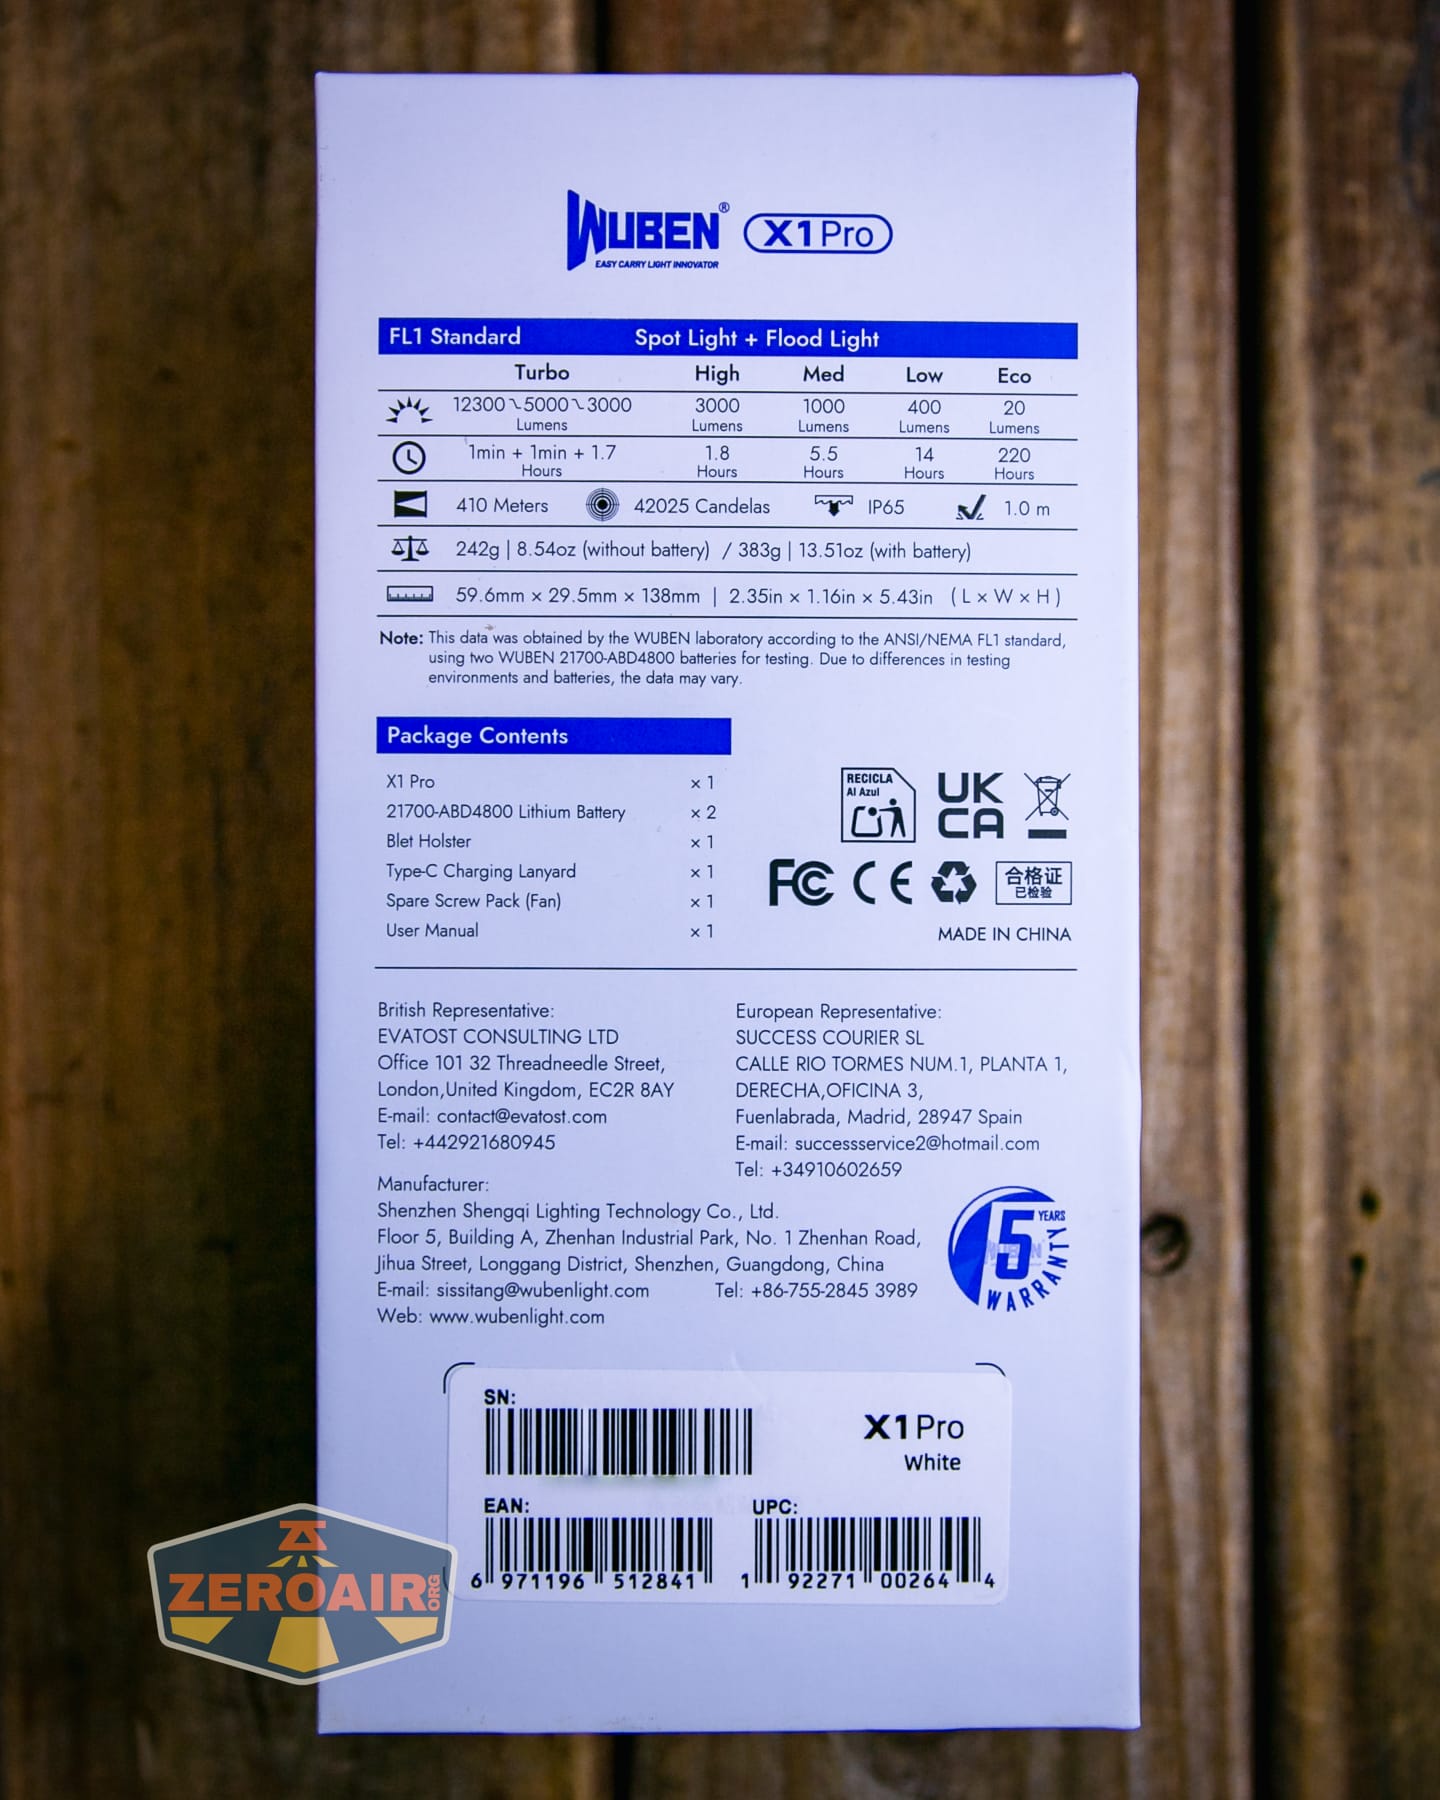 WUBEN®
EASY CARRY LIGHT INNOVATOR
X1 Pro
FL1 Standard Spot Light + Flood Light
Turbo High Med Low Eco
12300~5000~3000 Lumens 3000 Lumens 1000 Lumens 400 Lumens 20 Lumens
1min + 1min + 1.7 Hours 1.8 Hours 5.5 Hours 14 Hours 220 Hours
410 Meters 42025 Candelas IP65 1.0 m
242g | 8.54oz (without battery) / 383g | 13.51oz (with battery)
59.6mm × 29.5mm × 138mm | 2.35in × 1.16in × 5.43in ( L × W × H )
Note: This data was obtained by the WUBEN laboratory according to the ANSI/NEMA FL1 standard,
using two WUBEN 21700-ABD4800 batteries for testing. Due to differences in testing
environments and batteries, the data may vary.
Package Contents
X1 Pro × 1
21700-ABD4800 Lithium Battery × 2
Blet Holster × 1
Type-C Charging Lanyard × 1
Spare Screw Pack (Fan) × 1
User Manual × 1
RECICLA
Al Azul
UK
CA
FC CE
合格证
已检验
MADE IN CHINA
British Representative:
EVATOST CONSULTING LTD
Office 101 32 Threadneedle Street,
London,United Kingdom, EC2R 8AY
E-mail: contact@evatost.com
Tel: +442921680945
European Representative:
SUCCESS COURIER SL
CALLE RIO TORMES NUM.1, PLANTA 1,
DERECHA,OFICINA 3,
Fuenlabrada, Madrid, 28947 Spain
E-mail: successservice2@hotmail.com
Tel: +34910602659
Manufacturer:
Shenzhen Shengqi Lighting Technology Co., Ltd.
Floor 5, Building A, Zhenhan Industrial Park, No. 1 Zhenhan Road,
Jihua Street, Longgang District, Shenzhen, Guangdong, China
E-mail: sissitang@wubenlight.com Tel: +86-755-2845 3989
Web: www.wubenlight.com
5 YEARS
WUBEN
WARRANTY
SN:
X1 Pro
White
EAN: UPC:
6 971196 512841 1 92271 00264 4
ZEROAIR.ORG